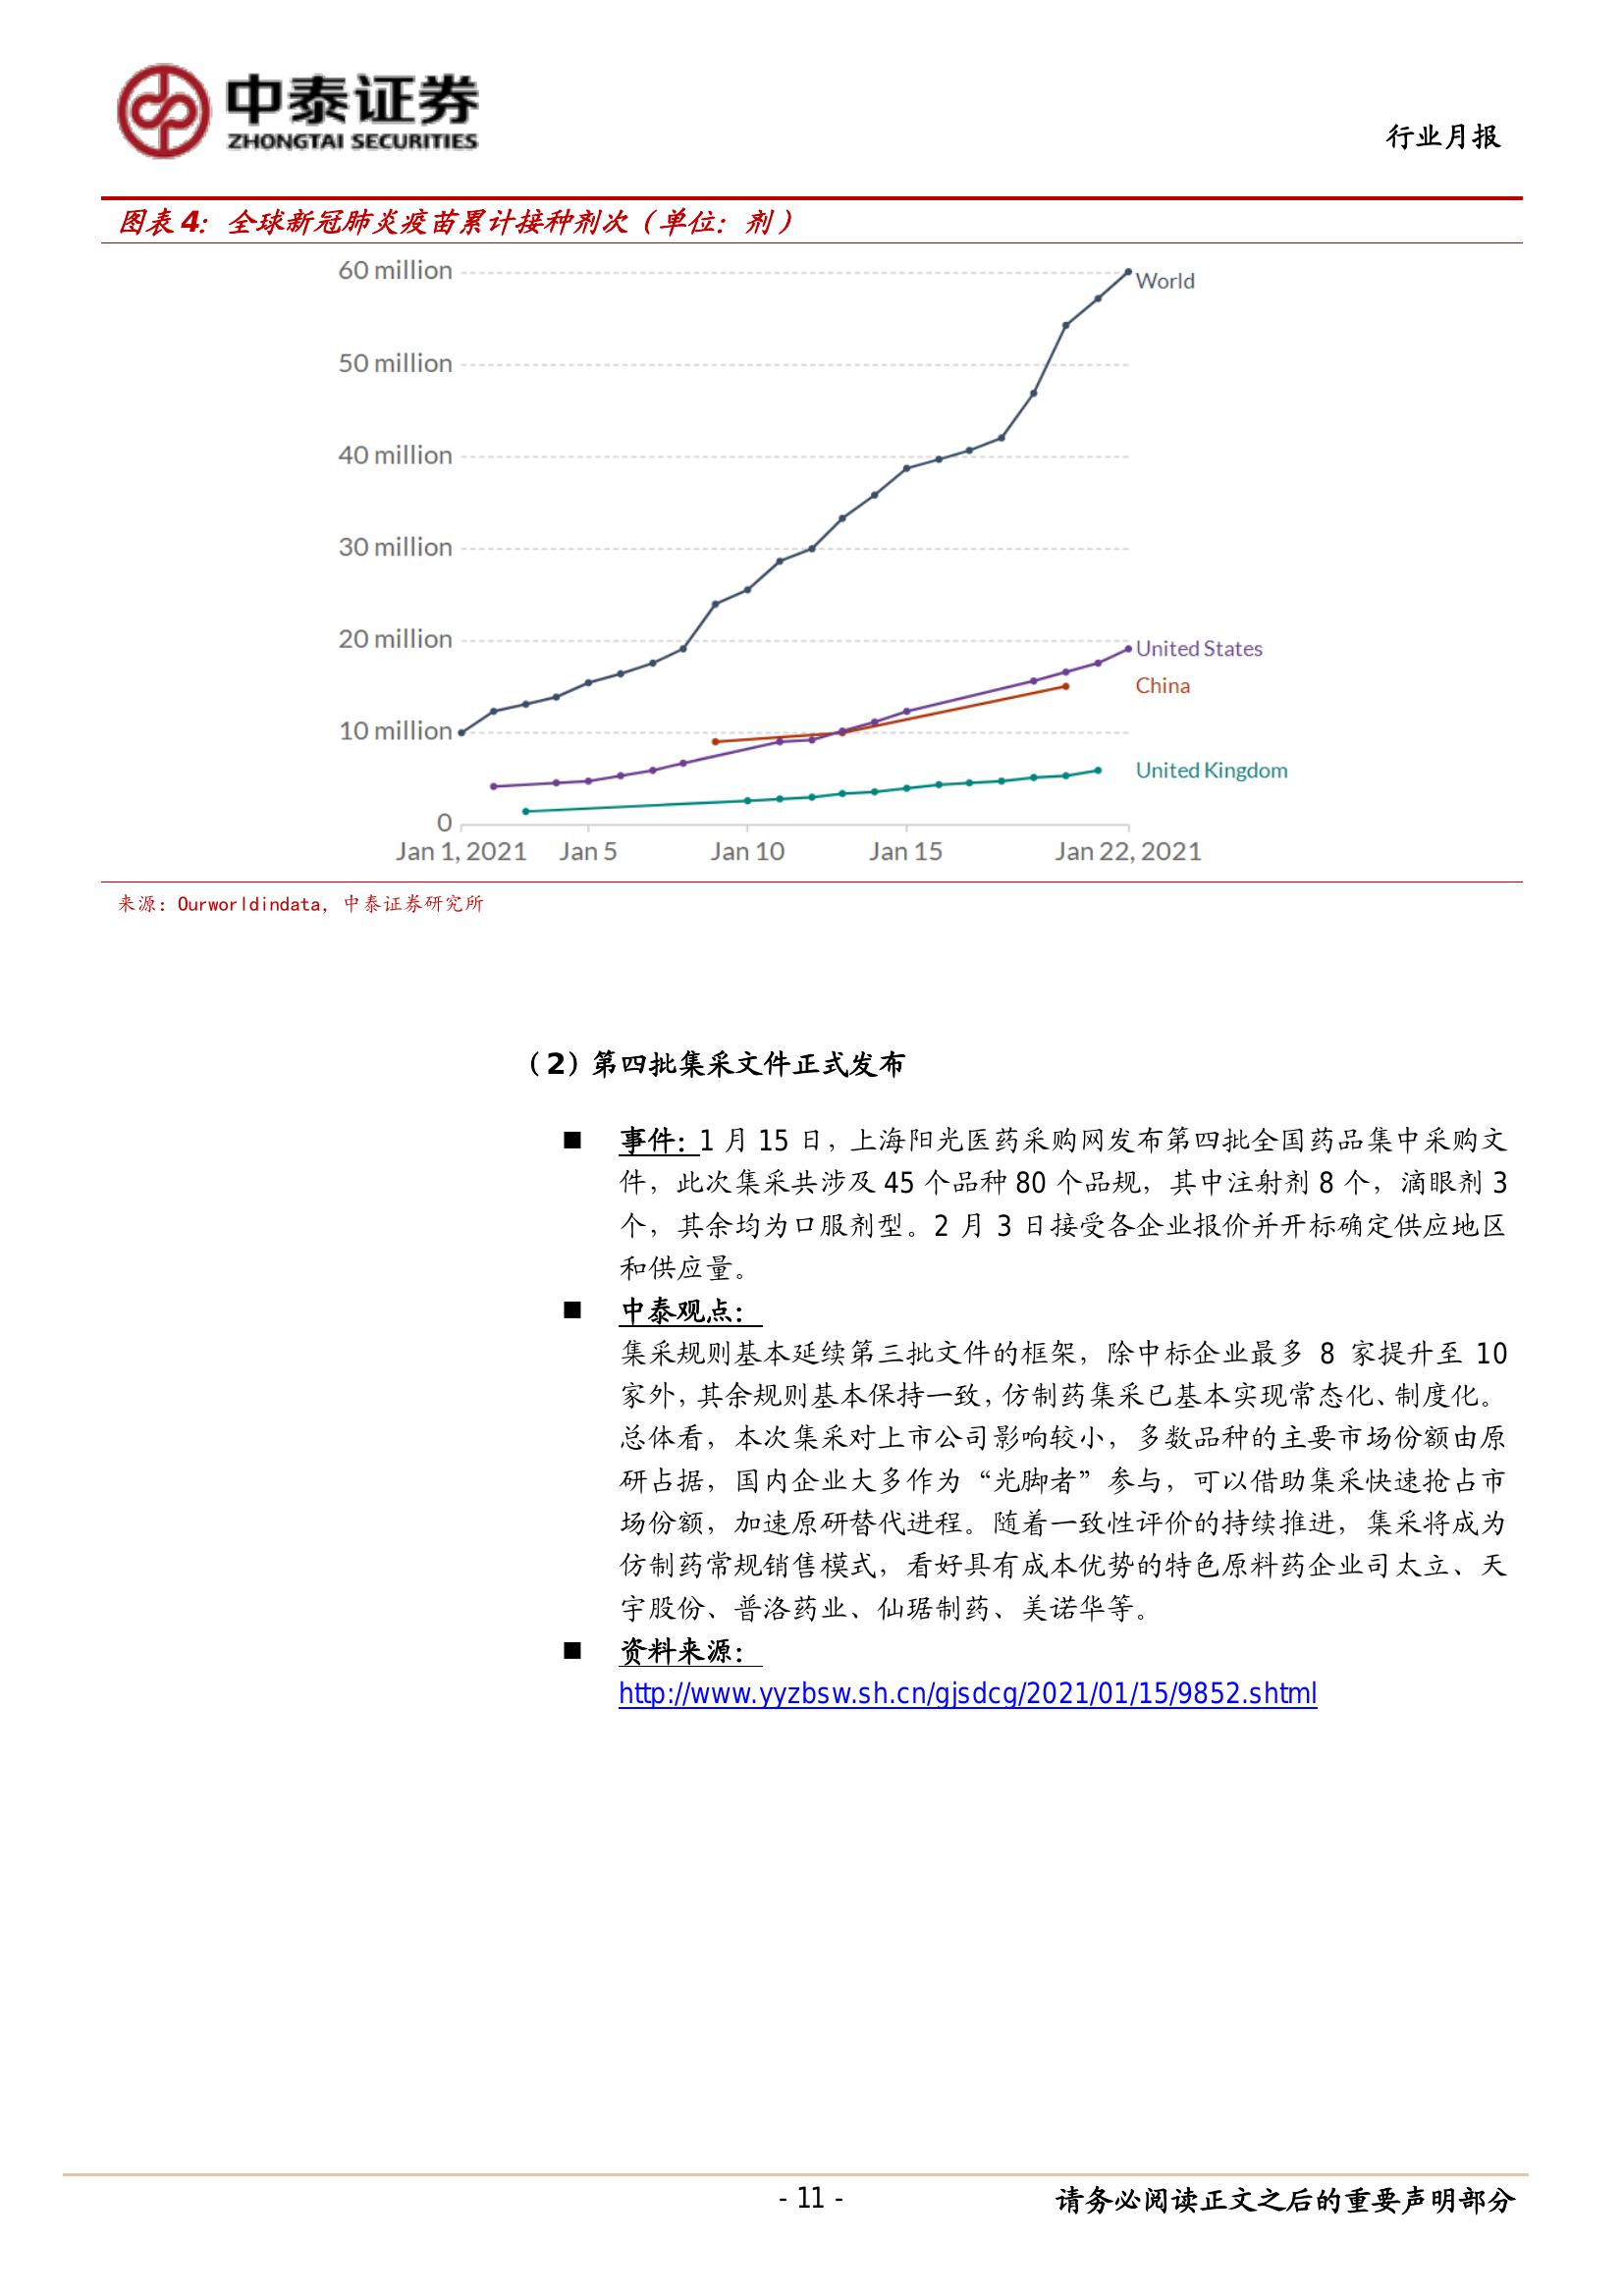 中泰证券
ZHONGTAI SECURITIES
行业月报
图表 4：全球新冠肺炎疫苗累计接种剂次（单位：剂）
60 million
50 million
40 million
30 million
20 million
10 million
0
World
United States
China
United Kingdom
Jan 1, 2021 Jan 5 Jan 10 Jan 15 Jan 22, 2021
来源：Ourworldindata，中泰证券研究所
（2）第四批集采文件正式发布
■ 事件：1 月 15 日，上海阳光医药采购网发布第四批全国药品集中采购文
件，此次集采共涉及 45 个品种 80 个品规，其中注射剂 8 个，滴眼剂 3
个，其余均为口服剂型。2 月 3 日接受各企业报价并开标确定供应地区
和供应量。
■ 中泰观点：
集采规则基本延续第三批文件的框架，除中标企业最多 8 家提升至 10
家外，其余规则基本保持一致，仿制药集采已基本实现常态化、制度化。
总体看，本次集采对上市公司影响较小，多数品种的主要市场份额由原
研占据，国内企业大多作为“光脚者”参与，可以借助集采快速抢占市
场份额，加速原研替代进程。随着一致性评价的持续推进，集采将成为
仿制药常规销售模式，看好具有成本优势的特色原料药企业司太立、天
宇股份、普洛药业、仙琚制药、美诺华等。
■ 资料来源：
http://www.yyzbsw.sh.cn/gjsdcg/2021/01/15/9852.shtml
- 11 -
请务必阅读正文之后的重要声明部分